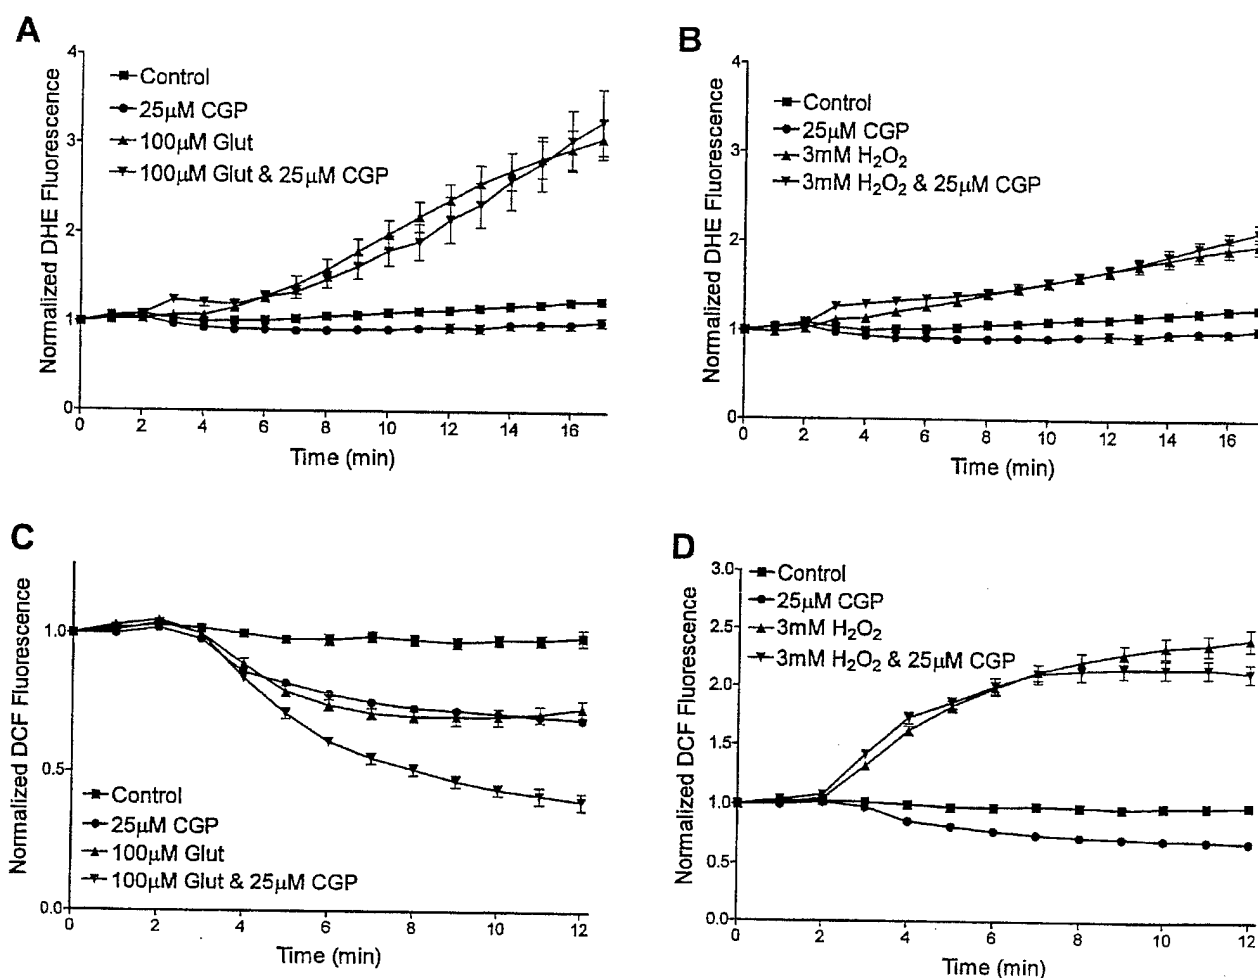 A
4
3
2
1
0
Normalized DHE Fluorescence
Control
25µM CGP
100µM Glut
100µM Glut & 25µM CGP
0 2 4 6 8 10 12 14 16
Time (min)
B
4
3
2
1
0
Normalized DHE Fluorescence
Control
25µM CGP
3mM H₂O₂
3mM H₂O₂ & 25µM CGP
0 2 4 6 8 10 12 14 16
Time (min)
C
1.0
0.5
0.0
Normalized DCF Fluorescence
Control
25µM CGP
100µM Glut
100µM Glut & 25µM CGP
0 2 4 6 8 10 12
Time (min)
D
3.0
2.5
2.0
1.5
1.0
0.5
0.0
Normalized DCF Fluorescence
Control
25µM CGP
3mM H₂O₂
3mM H₂O₂ & 25µM CGP
0 2 4 6 8 10 12
Time (min)